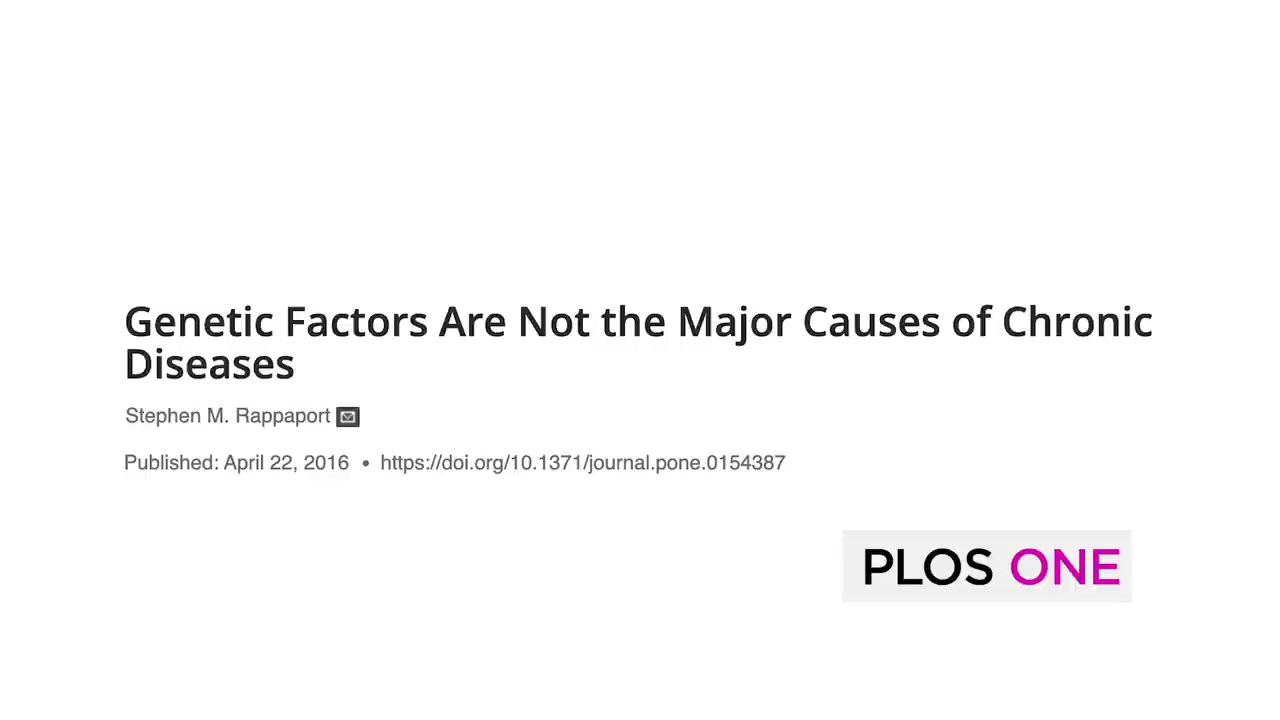 Genetic Factors Are Not the Major Causes of Chronic
Diseases
Stephen M. Rappaport
Published: April 22, 2016 • https://doi.org/10.1371/journal.pone.0154387
PLOS ONE